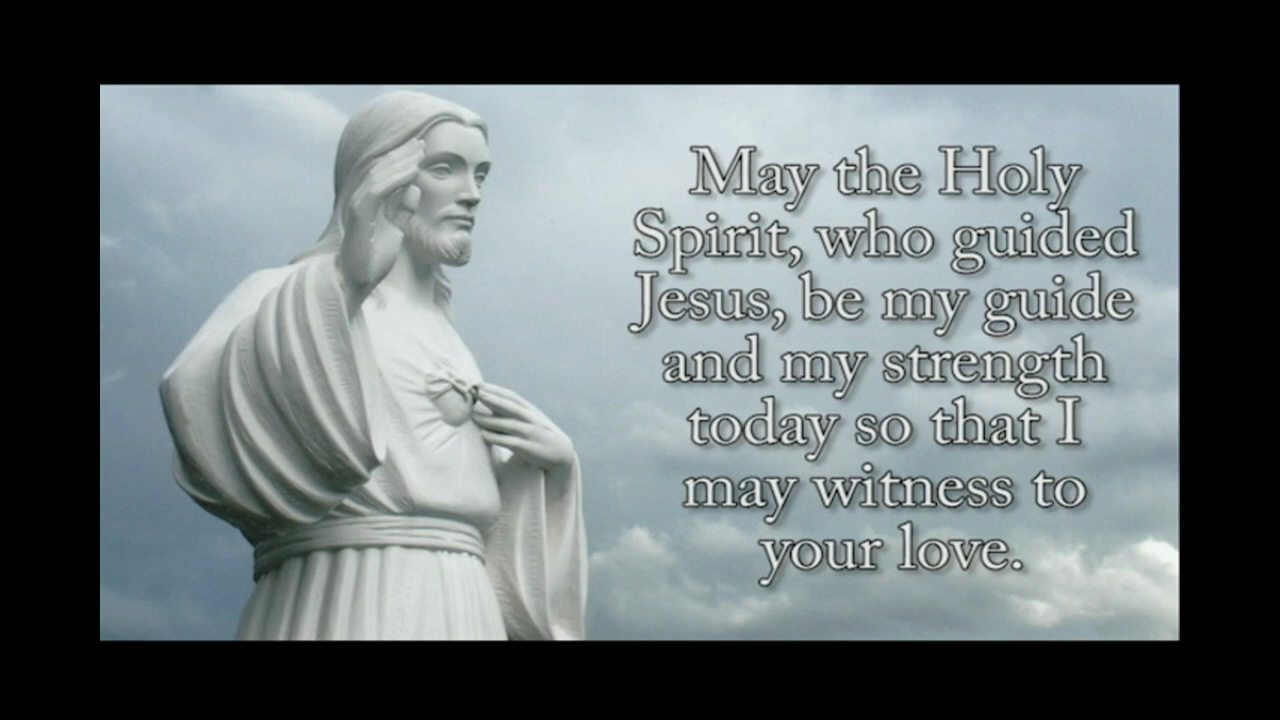 May the Holy
Spirit, who guided
Jesus, be my guide
and my strength
today so that I
may witness to
your love.